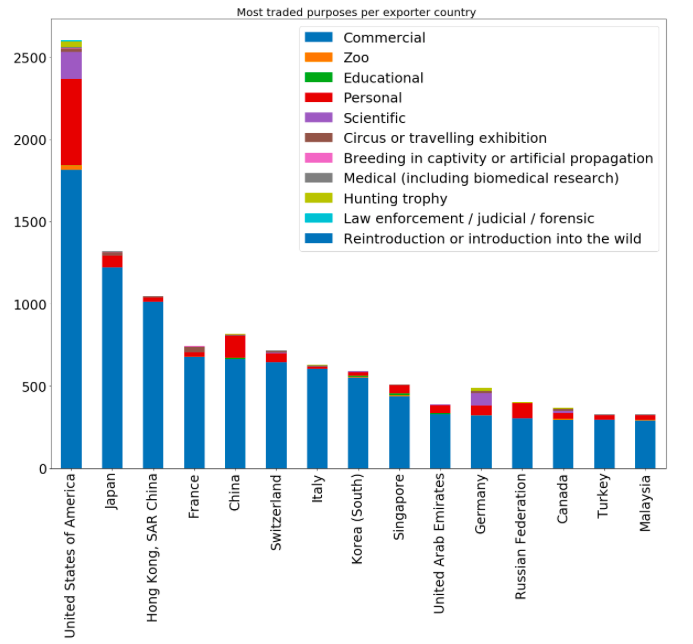 Most traded purposes per exporter country
Commercial
Zoo
Educational
Personal
Scientific
Circus or travelling exhibition
Breeding in captivity or artificial propagation
Medical (including biomedical research)
Hunting trophy
Law enforcement / judicial / forensic
Reintroduction or introduction into the wild
2500
2000
1500
1000
500
0
United States of America
Japan
Hong Kong, SAR China
France
China
Switzerland
Italy
Korea (South)
Singapore
United Arab Emirates
Germany
Russian Federation
Canada
Turkey
Malaysia